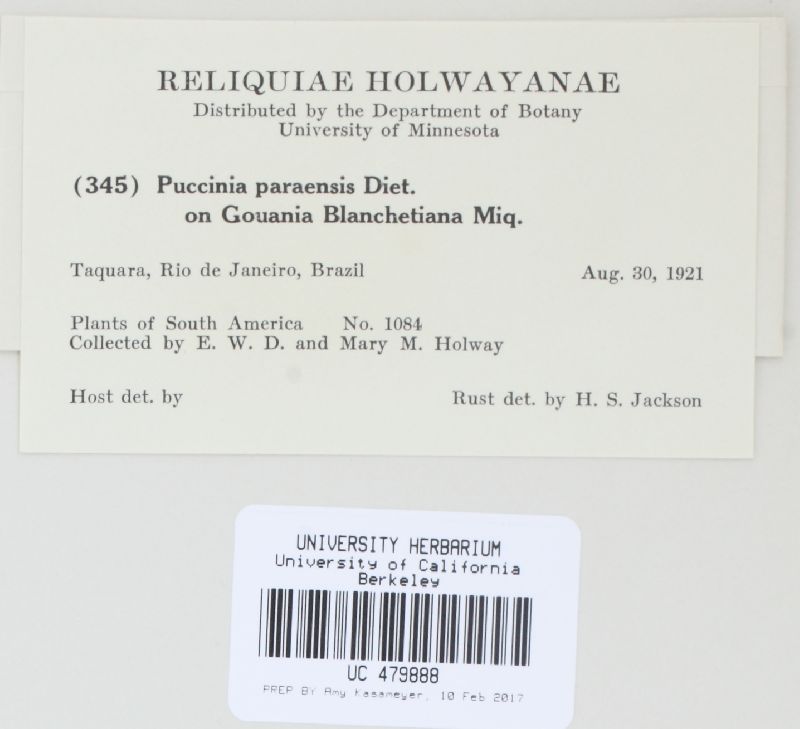 RELIQUIAE HOLWAYANAE
Distributed by the Department of Botany
University of Minnesota
(345) Puccinia paraensis Diet.
on Gouania Blanchetiana Miq.
Taquara, Rio de Janeiro, Brazil Aug. 30, 1921
Plants of South America No. 1084
Collected by E. W. D. and Mary M. Holway
Host det. by Rust det. by H. S. Jackson
UNIVERSITY HERBARIUM
University of California
Berkeley
UC 479888
PREP BY Amy Kasameyer, 10 Feb 2017